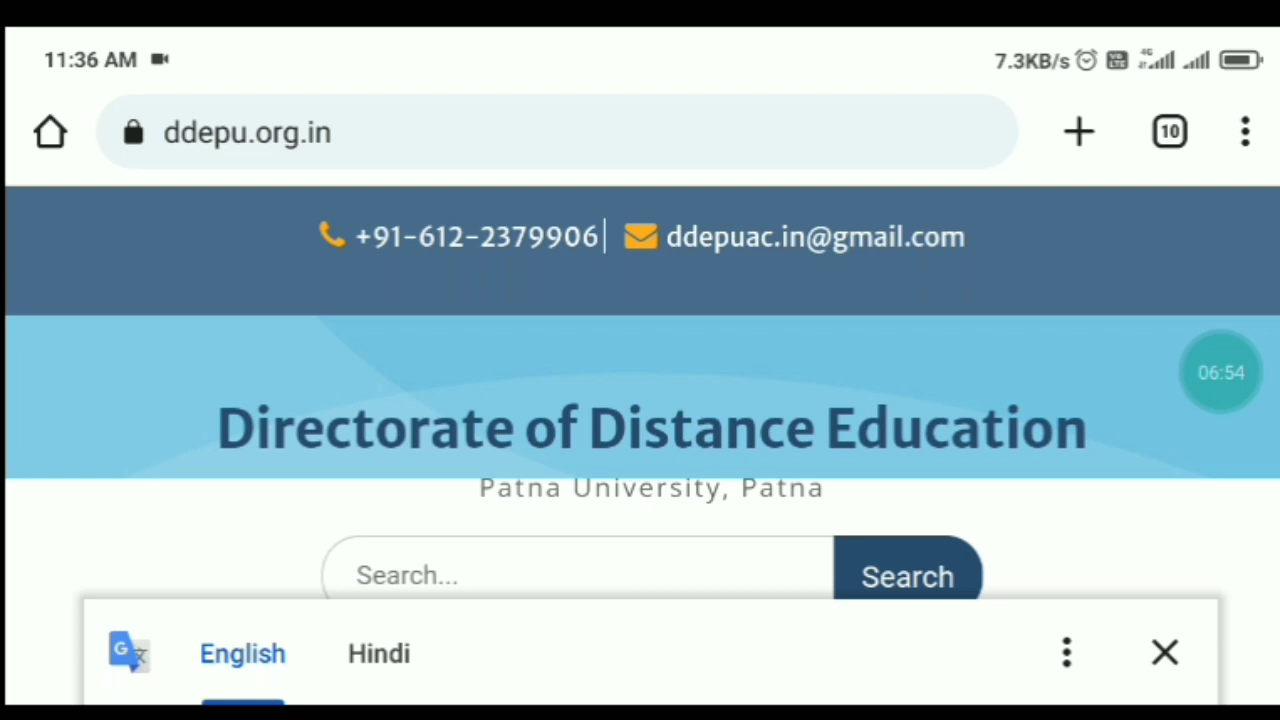 11:36 AM 7.3KB/s
ddepu.org.in 10
+91-612-2379906 ddepuac.in@gmail.com
06:54
Directorate of Distance Education
Patna University, Patna
Search... Search
English Hindi